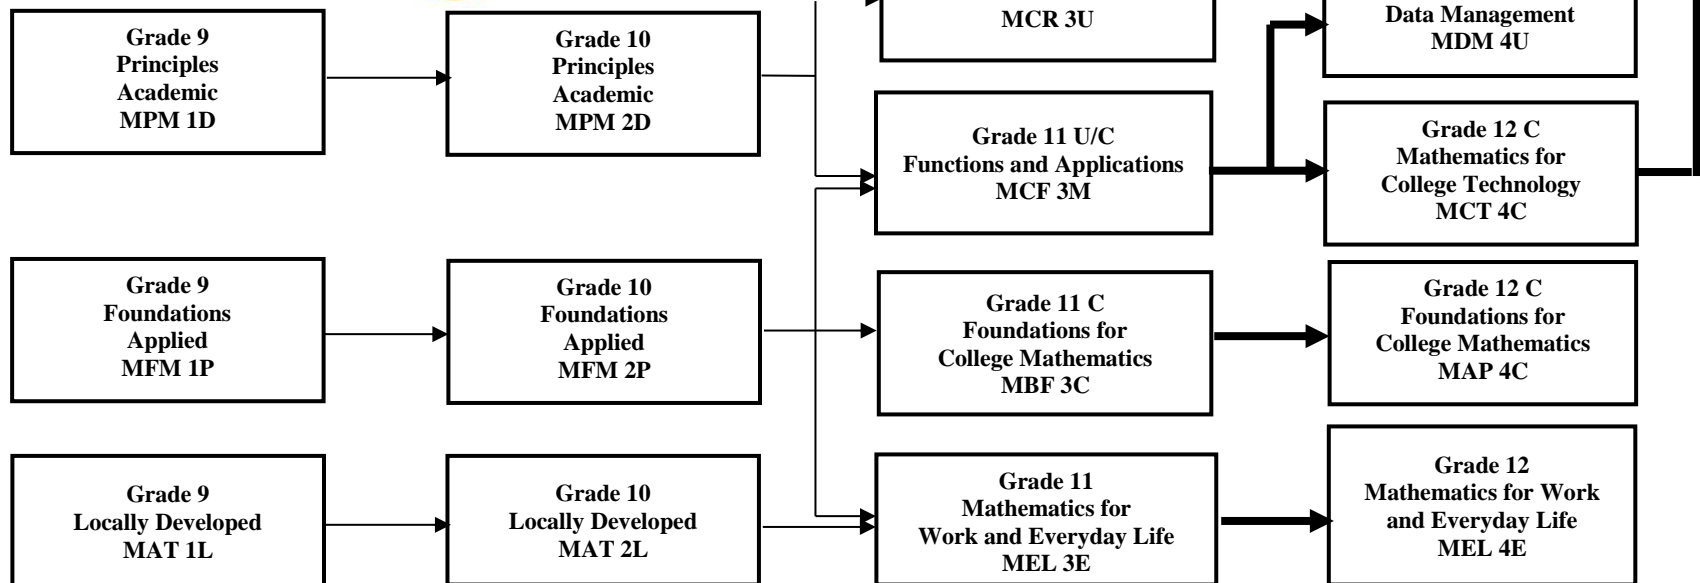 Grade 9
Principles
Academic
MPM 1D
Grade 10
Principles
Academic
MPM 2D
MCR 3U
Data Management
MDM 4U
Grade 11 U/C
Functions and Applications
MCF 3M
Grade 12 C
Mathematics for
College Technology
MCT 4C
Grade 9
Foundations
Applied
MFM 1P
Grade 10
Foundations
Applied
MFM 2P
Grade 11 C
Foundations for
College Mathematics
MBF 3C
Grade 12 C
Foundations for
College Mathematics
MAP 4C
Grade 9
Locally Developed
MAT 1L
Grade 10
Locally Developed
MAT 2L
Grade 11
Mathematics for
Work and Everyday Life
MEL 3E
Grade 12
Mathematics for Work
and Everyday Life
MEL 4E